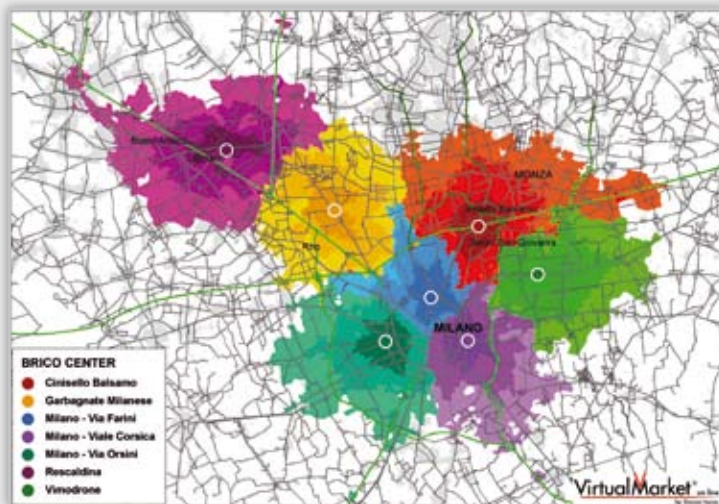 MONZA
Rho
MILANO
BRICO CENTER
Cinisello Balsamo
Garbagnate Milanese
Milano - Via Farini
Milano - Viale Corsica
Milano - Via Orsini
Rescaldina
Vimodrone
VirtualMarket